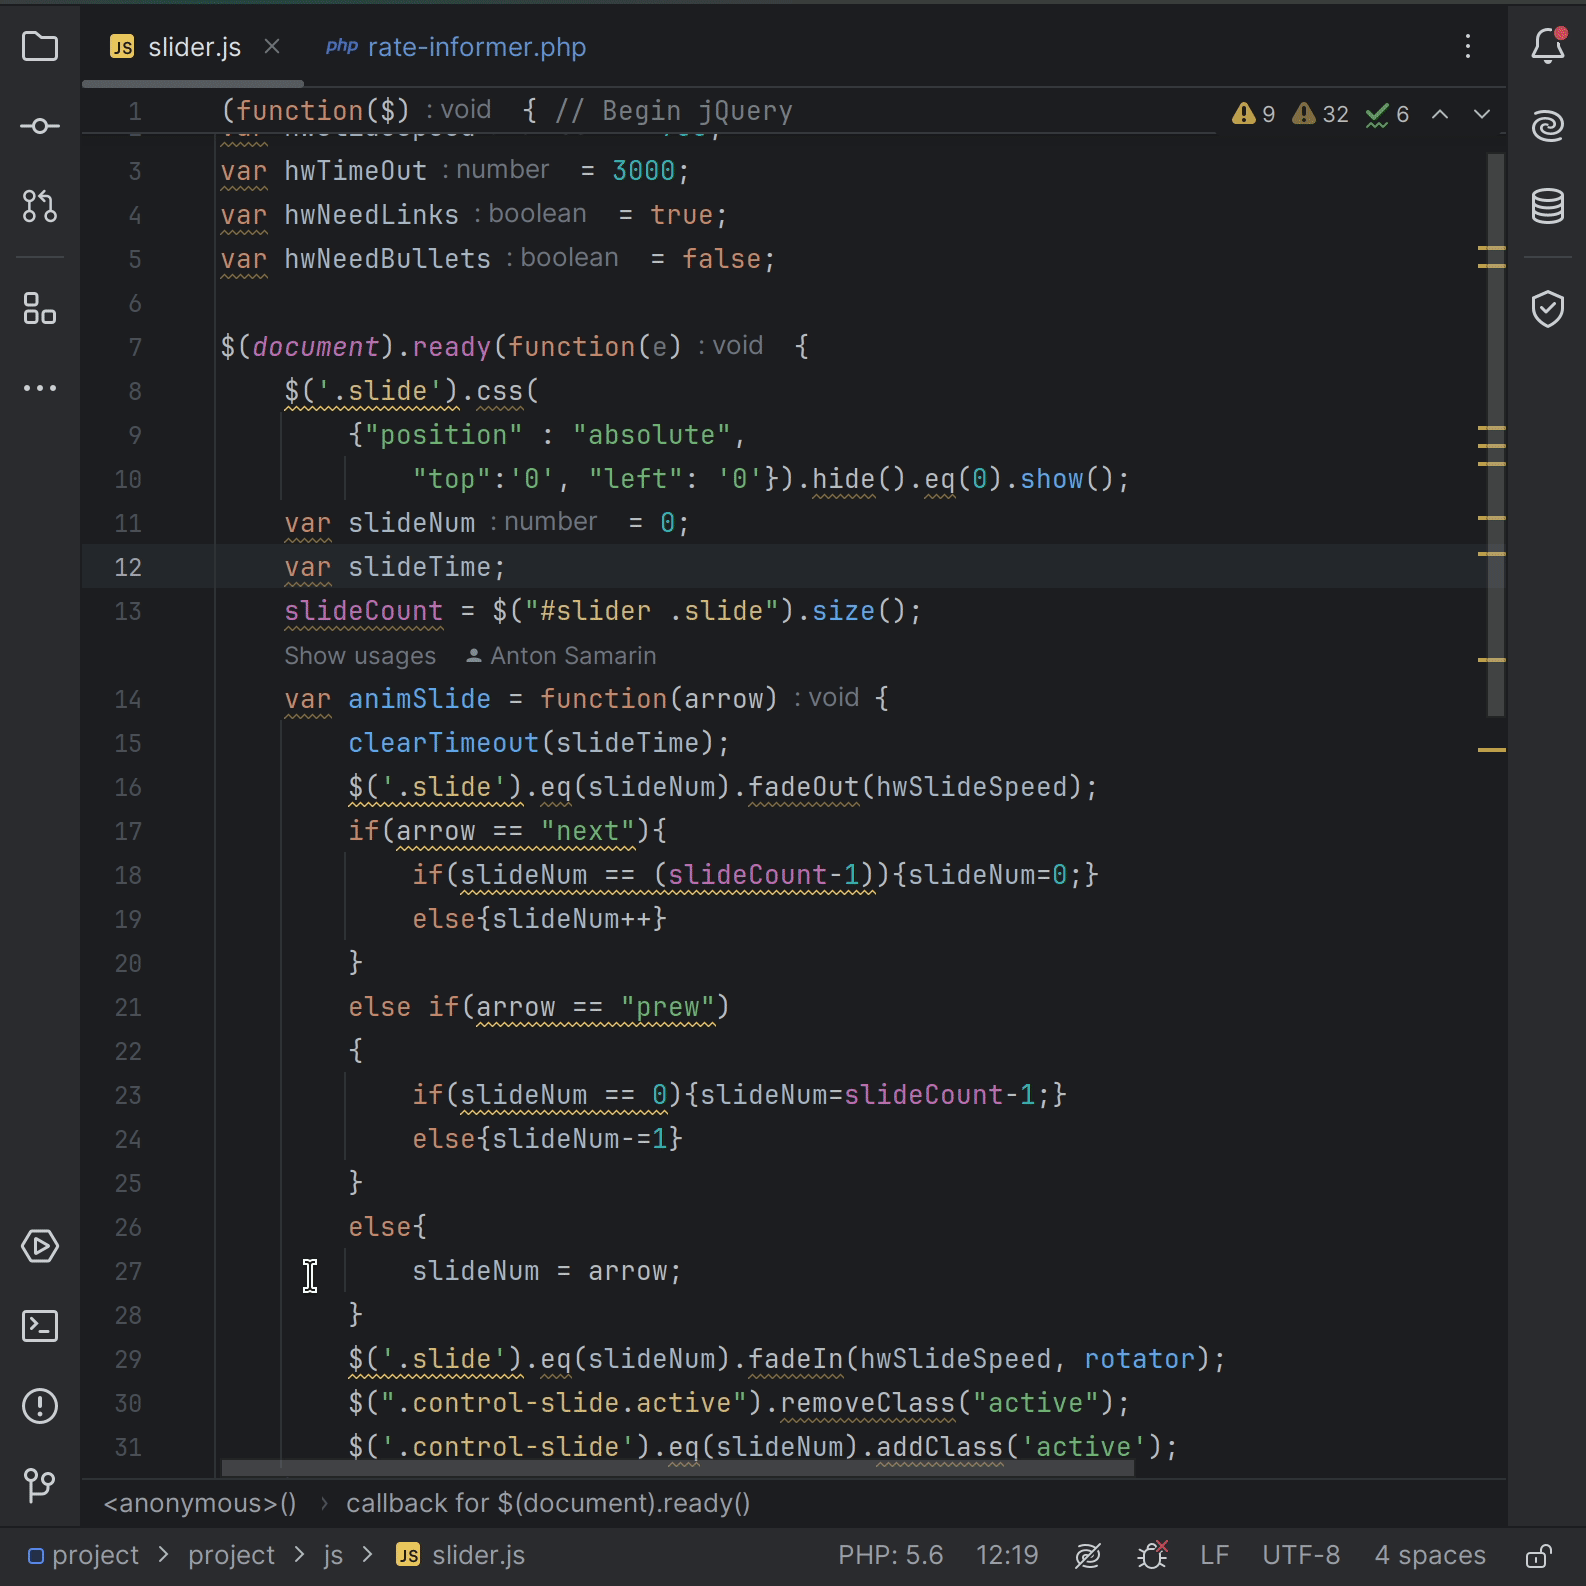 JS slider.js × php rate-informer.php
1 (function($) : void { // Begin jQuery 9 32 6
3 var hwTimeOut : number = 3000;
4 var hwNeedLinks : boolean = true;
5 var hwNeedBullets : boolean = false;
6
7 $(document).ready(function(e) : void {
8 $('.slide').css(
9 {"position" : "absolute",
10 "top":'0', "left": '0'}).hide().eq(0).show();
11 var slideNum : number = 0;
12 var slideTime;
13 slideCount = $("#slider .slide").size();
Show usages Anton Samarin
14 var animSlide = function(arrow) : void {
15 clearTimeout(slideTime);
16 $('.slide').eq(slideNum).fadeOut(hwSlideSpeed);
17 if(arrow == "next"){
18 if(slideNum == (slideCount-1)){slideNum=0;}
19 else{slideNum++}
20 }
21 else if(arrow == "prew")
22 {
23 if(slideNum == 0){slideNum=slideCount-1;}
24 else{slideNum-=1}
25 }
26 else{
27 slideNum = arrow;
28 }
29 $('.slide').eq(slideNum).fadeIn(hwSlideSpeed, rotator);
30 $(".control-slide.active").removeClass("active");
31 $('.control-slide').eq(slideNum).addClass('active');
<anonymous>() › callback for $(document).ready()
project > project > js > JS slider.js PHP: 5.6 12:19 LF UTF-8 4 spaces